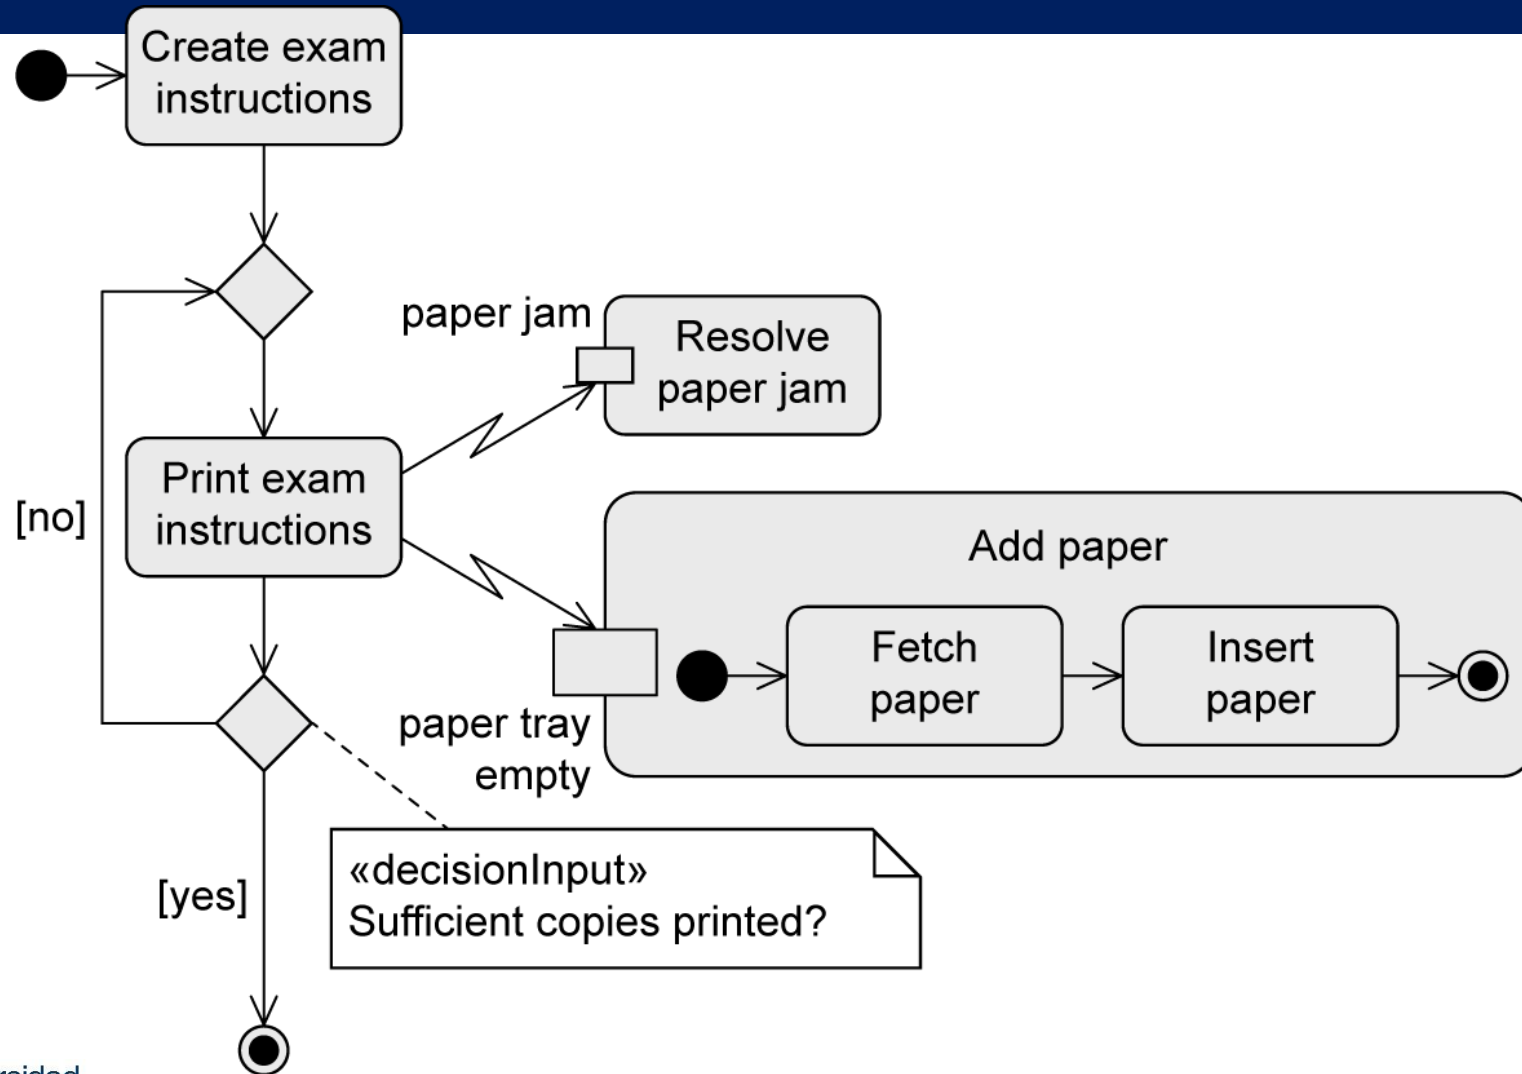 Create exam
instructions
paper jam
Resolve
paper jam
Print exam
instructions
[no]
Add paper
Fetch
paper
Insert
paper
paper tray
empty
«decisionInput»
Sufficient copies printed?
[yes]